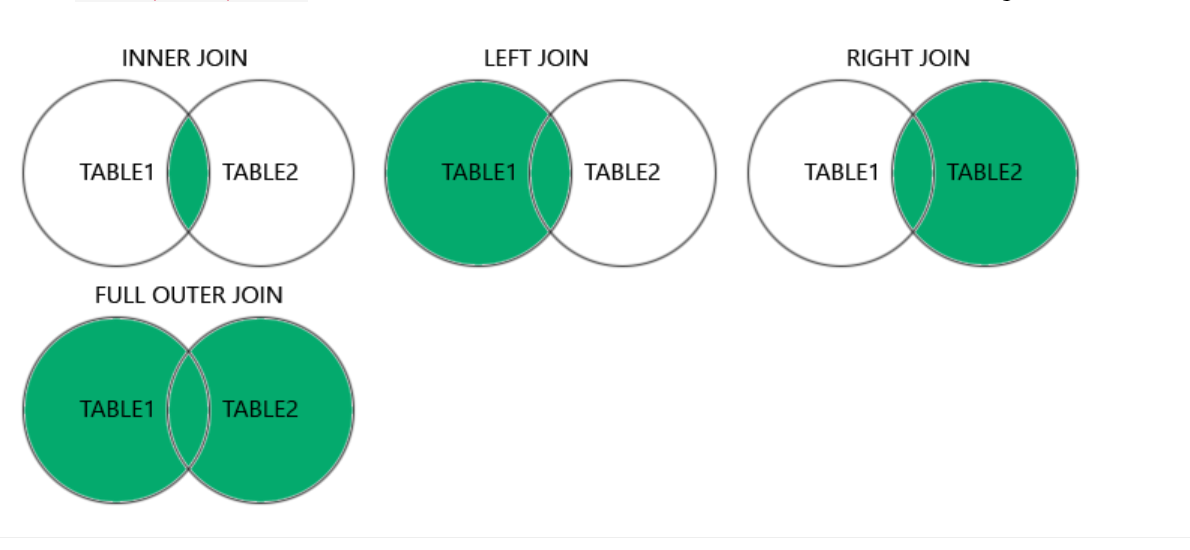 INNER JOIN
LEFT JOIN
RIGHT JOIN
TABLE1
TABLE2
TABLE1
TABLE2
TABLE1
TABLE2
FULL OUTER JOIN
TABLE1
TABLE2